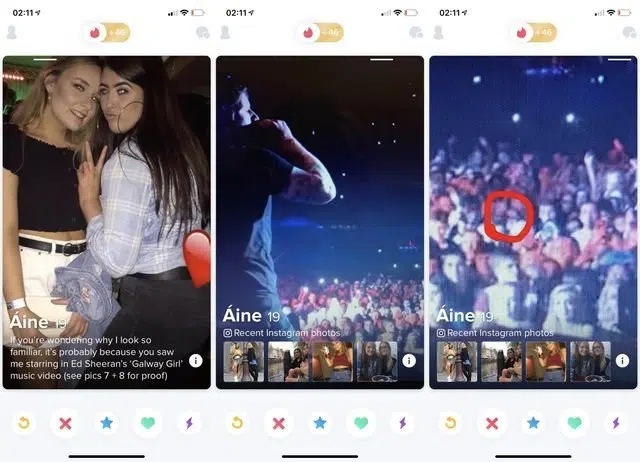 02:11
+46
Áine 19
If you're wondering why I look so
familiar, it's probably because you saw
me starring in Ed Sheeran's 'Galway Girl'
music video (see pics 7 + 8 for proof)
02:11
+46
Áine 19
Recent Instagram photos
02:11
+46
Áine 19
Recent Instagram photos